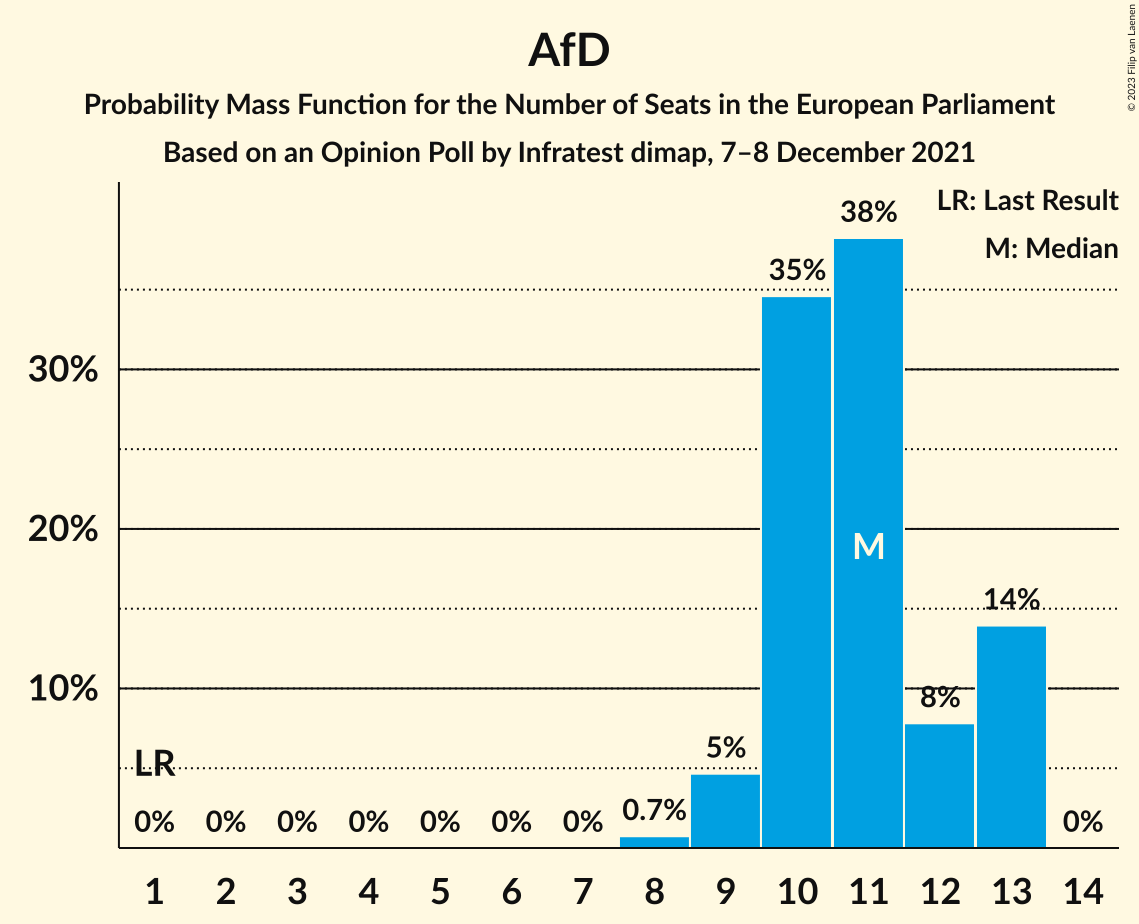 AfD
Probability Mass Function for the Number of Seats in the European Parliament
Based on an Opinion Poll by Infratest dimap, 7–8 December 2021
© 2023 Filip van Laenen
LR: Last Result
M: Median
38%
35%
30%
20%
M
14%
10%
8%
5%
LR
0% 0% 0% 0% 0% 0% 0% 0.7% 0%
1 2 3 4 5 6 7 8 9 10 11 12 13 14